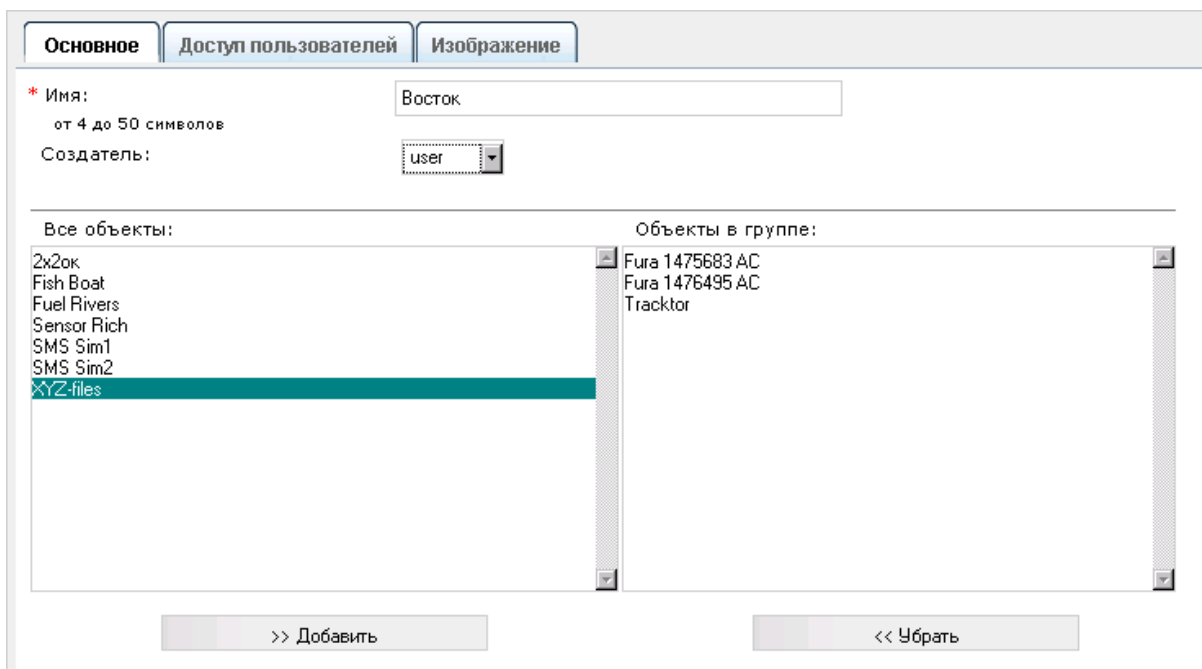 Основное Доступ пользователей Изображение
* Имя: Восток
от 4 до 50 символов
Создатель: user
Все объекты:
2x2ок
Fish Boat
Fuel Rivers
Sensor Rich
SMS Sim1
SMS Sim2
XYZ-files
Объекты в группе:
Fura 1475683 AC
Fura 1476495 AC
Tracktor
>> Добавить
<< Убрать